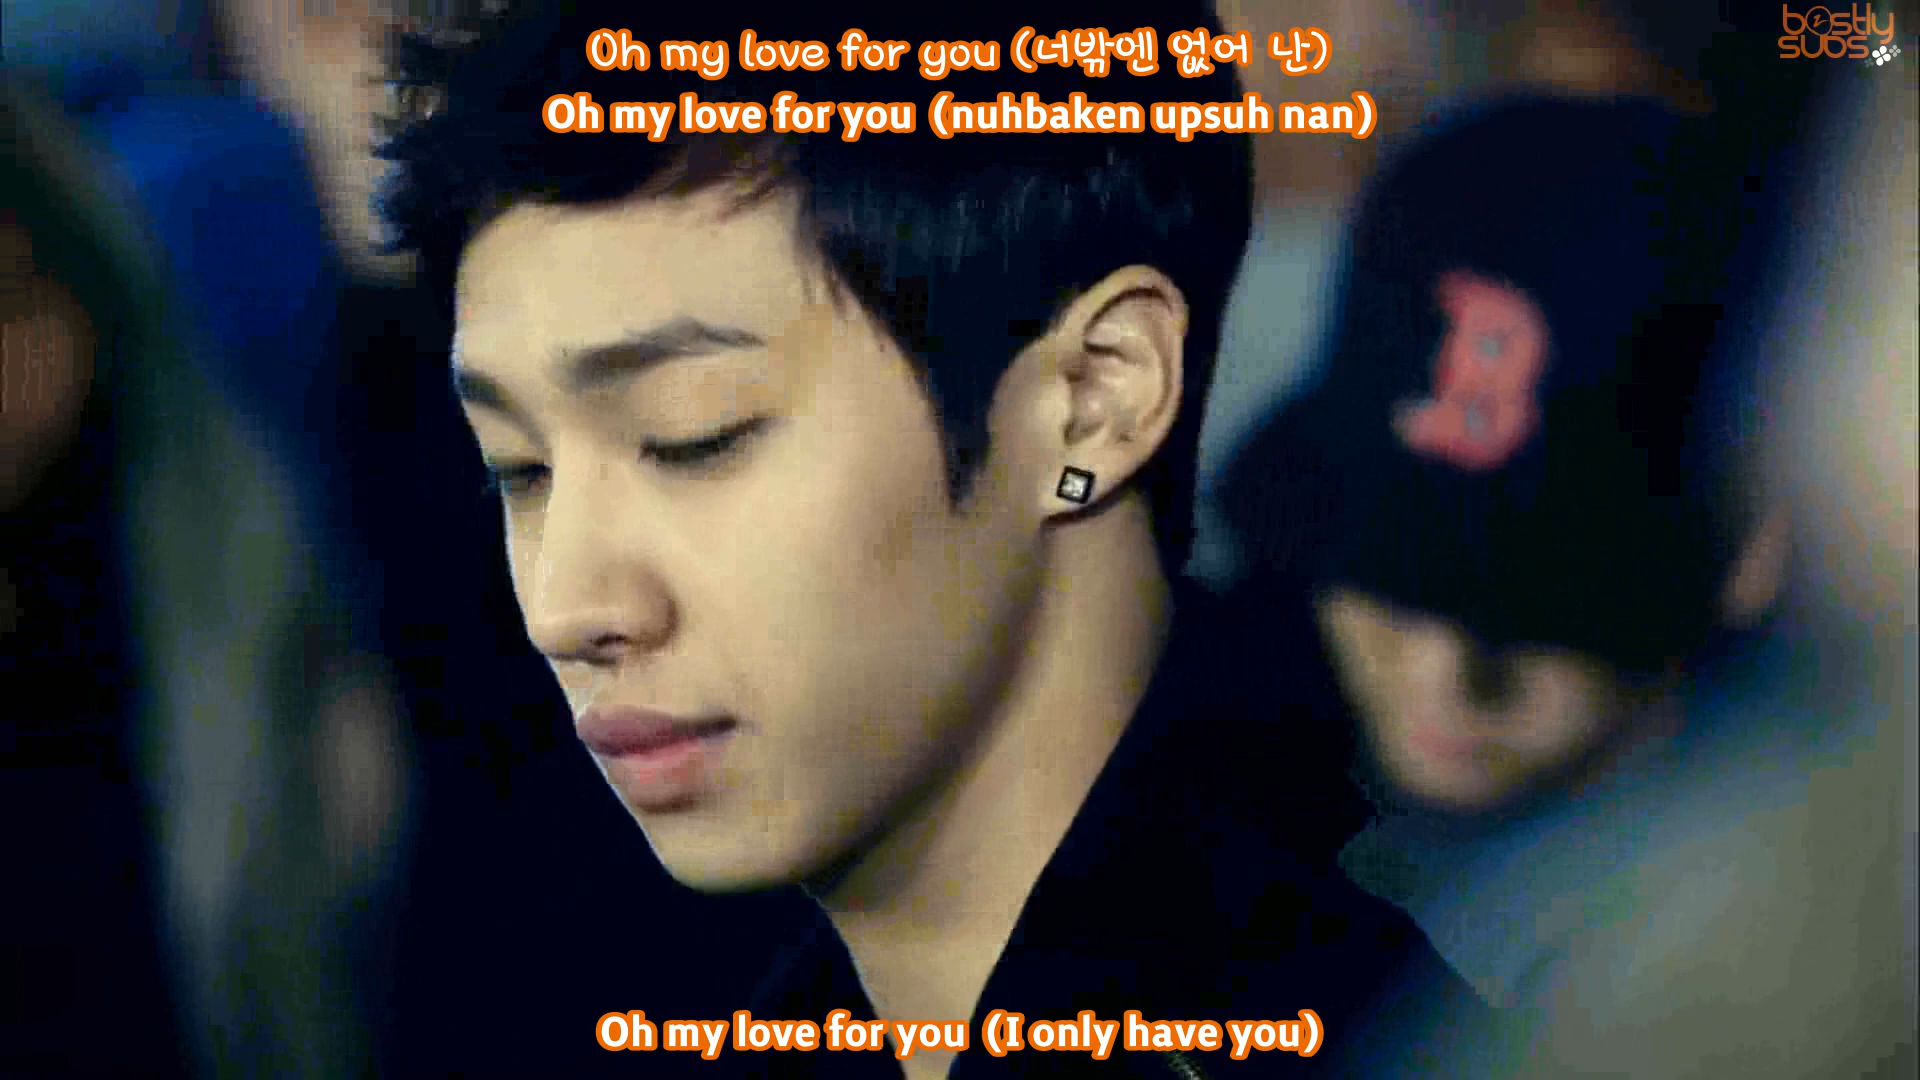 b2stly
subs
Oh my love for you (너밖엔 없어 난)
Oh my love for you (nuhbaken upsuh nan)
B
Oh my love for you (I only have you)